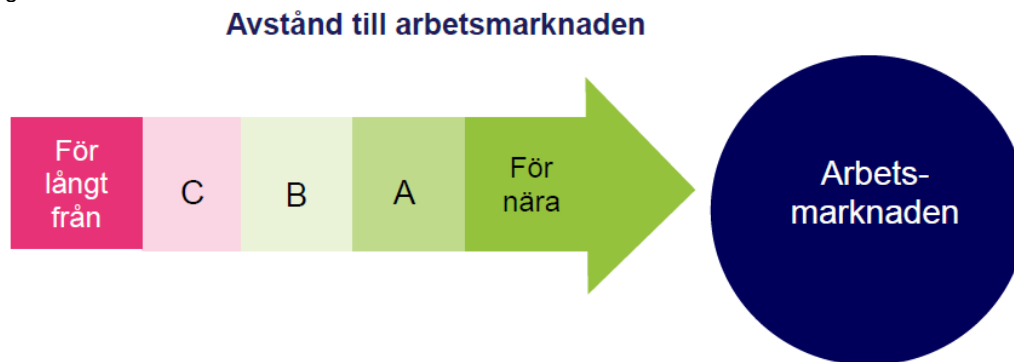 Avstånd till arbetsmarknaden
För
långt
från
C
B
A
För
nära
Arbets-
marknaden